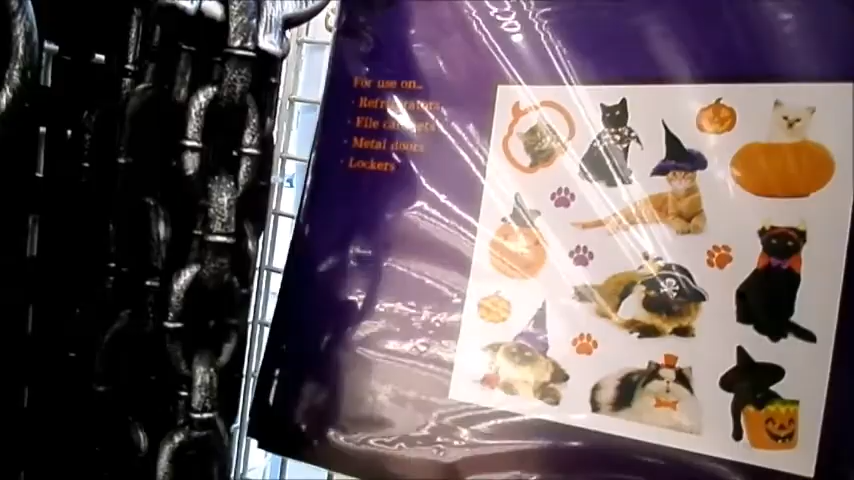 For use on...
· Refrigerators
· File cabinets
· Metal doors
· Lockers